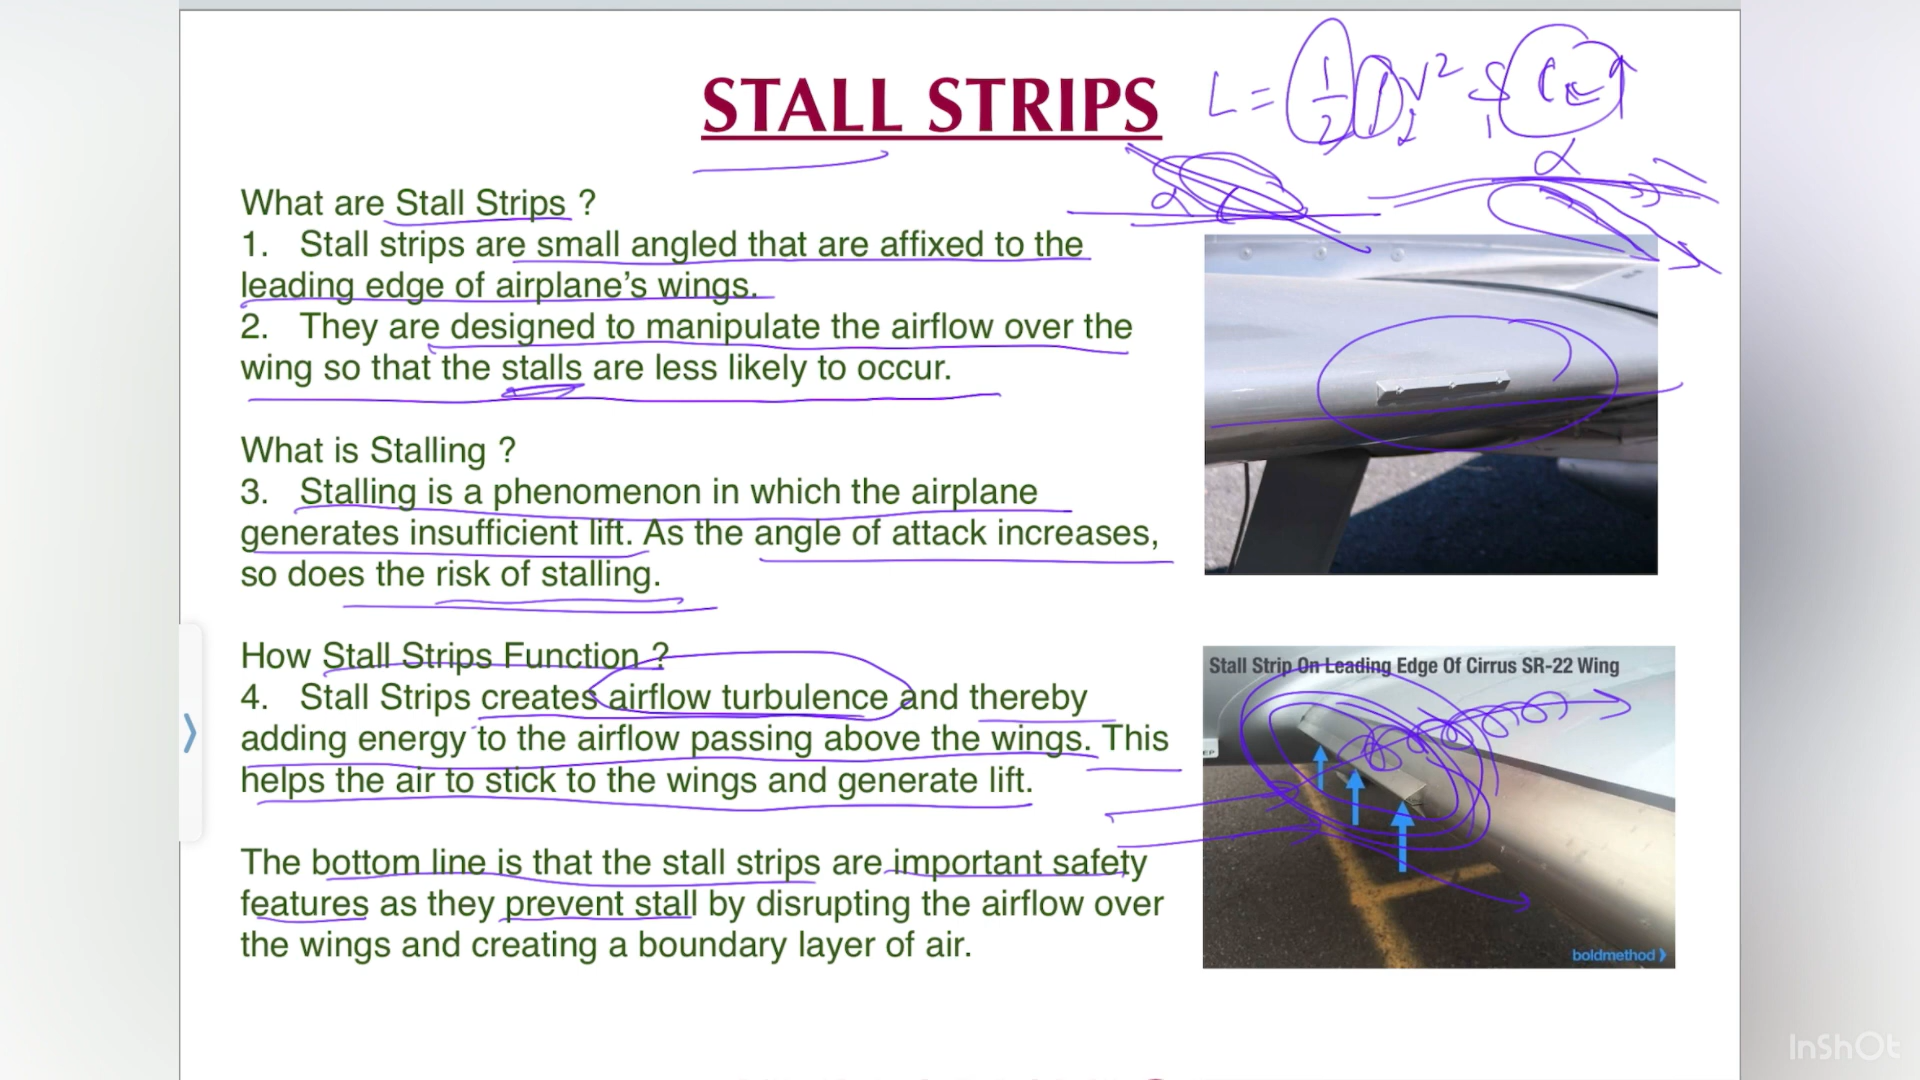 STALL STRIPS
L = 1/2 V² S
α
α
What are Stall Strips ?
1. Stall strips are small angled that are affixed to the
leading edge of airplane's wings.
2. They are designed to manipulate the airflow over the
wing so that the stalls are less likely to occur.
What is Stalling ?
3. Stalling is a phenomenon in which the airplane
generates insufficient lift. As the angle of attack increases,
so does the risk of stalling.
How Stall Strips Function ?
4. Stall Strips creates airflow turbulence and thereby
adding energy to the airflow passing above the wings. This
helps the air to stick to the wings and generate lift.
The bottom line is that the stall strips are important safety
features as they prevent stall by disrupting the airflow over
the wings and creating a boundary layer of air.
Stall Strip On Leading Edge Of Cirrus SR-22 Wing
boldmethod
InShOt